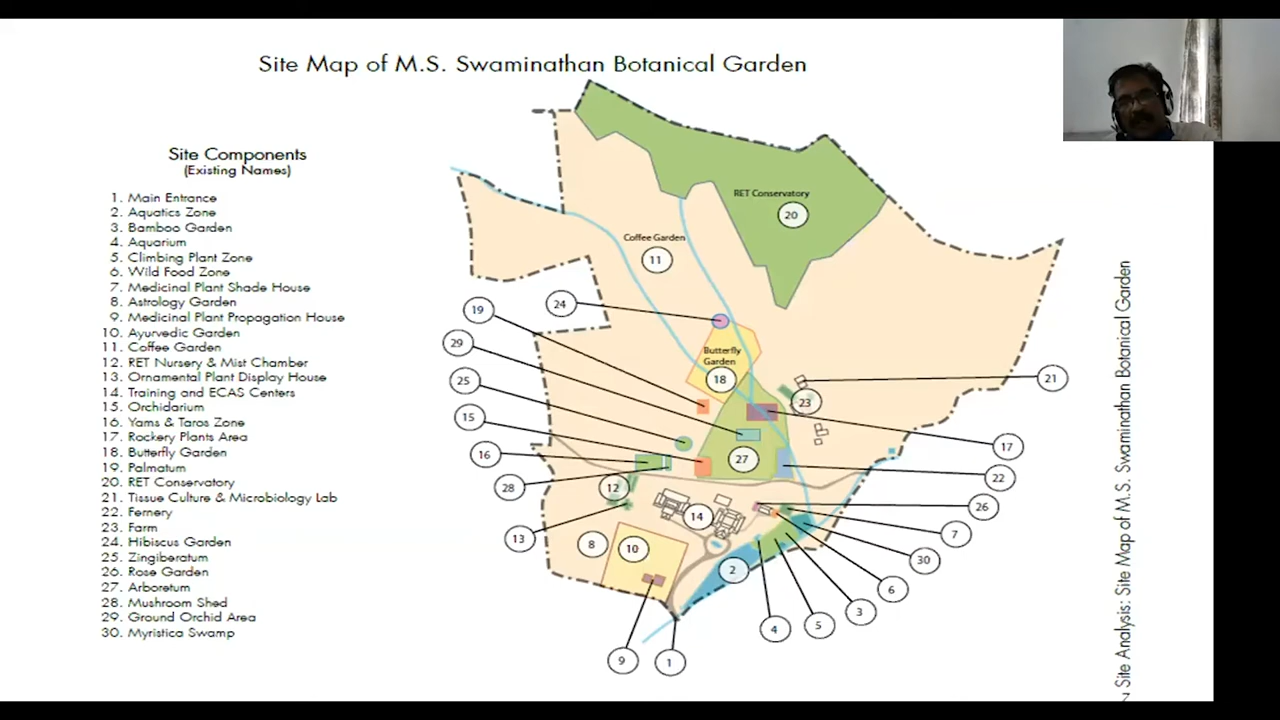 Site Map of M.S. Swaminathan Botanical Garden
Site Components
(Existing Names)
1. Main Entrance
2. Aquatics Zone
3. Bamboo Garden
4. Aquarium
5. Climbing Plant Zone
6. Wild Food Zone
7. Medicinal Plant Shade House
8. Astrology Garden
9. Medicinal Plant Propagation House
10. Ayurvedic Garden
11. Coffee Garden
12. RET Nursery & Mist Chamber
13. Ornamental Plant Display House
14. Training and ECAS Centers
15. Orchidarium
16. Yams & Taros Zone
17. Rockery Plants Area
18. Butterfly Garden
19. Palmatum
20. RET Conservatory
21. Tissue Culture & Microbiology Lab
22. Fernery
23. Farm
24. Hibiscus Garden
25. Zingiberatum
26. Rose Garden
27. Arboretum
28. Mushroom Shed
29. Ground Orchid Area
30. Myristica Swamp
RET Conservatory
20
Coffee Garden
11
24
19
29
25
15
16
28
12
13
Butterfly
Garden
18
23
21
17
27
22
26
14
7
30
8
10
2
6
3
5
4
9
1
Site Analysis: Site Map of M.S. Swaminathan Botanical Garden